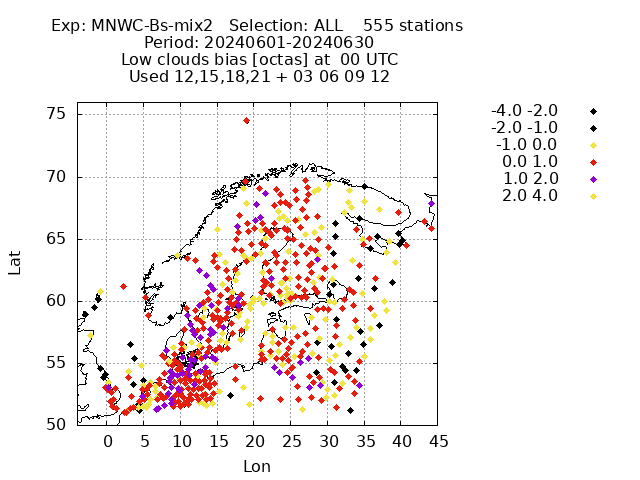 Exp: MNWC-Bs-mix2 Selection: ALL 555 stations
Period: 20240601-20240630
Low clouds bias [octas] at 00 UTC
Used 12,15,18,21 + 03 06 09 12
75
70
65
60
55
50
Lat
0 5 10 15 20 25 30 35 40 45
Lon
-4.0 -2.0
-2.0 -1.0
-1.0 0.0
0.0 1.0
1.0 2.0
2.0 4.0